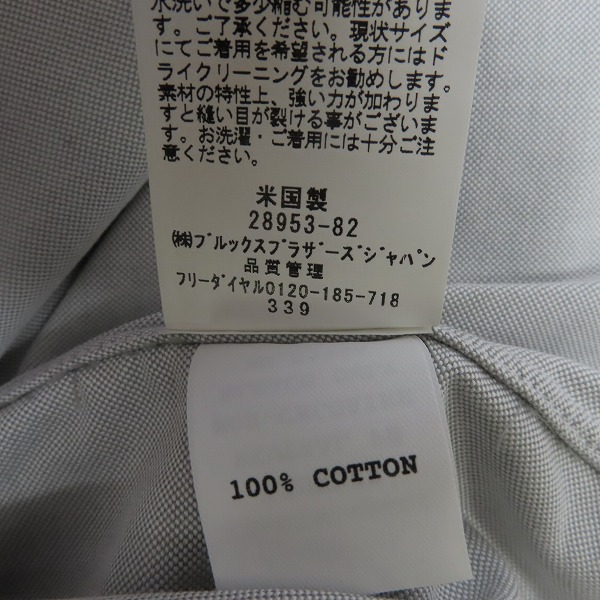 水洗いで多少縮む可能性がありま
す。ご了承ください。現状サイズ
にてご着用を希望される方にはド
ライクリーニングをお勧めします。
素材の特性上、強い力が加わりま
すと縫い目が裂ける事がございま
す。お洗濯・ご着用には十分ご注
意ください。
米国製
28953-82
㈱ﾌﾞﾙｯｸｽﾌﾞﾗｻﾞｰｽﾞｼﾞｬﾊﾟﾝ
品質管理
ﾌﾘｰﾀﾞｲﾔﾙ0120-185-718
339
100% COTTON